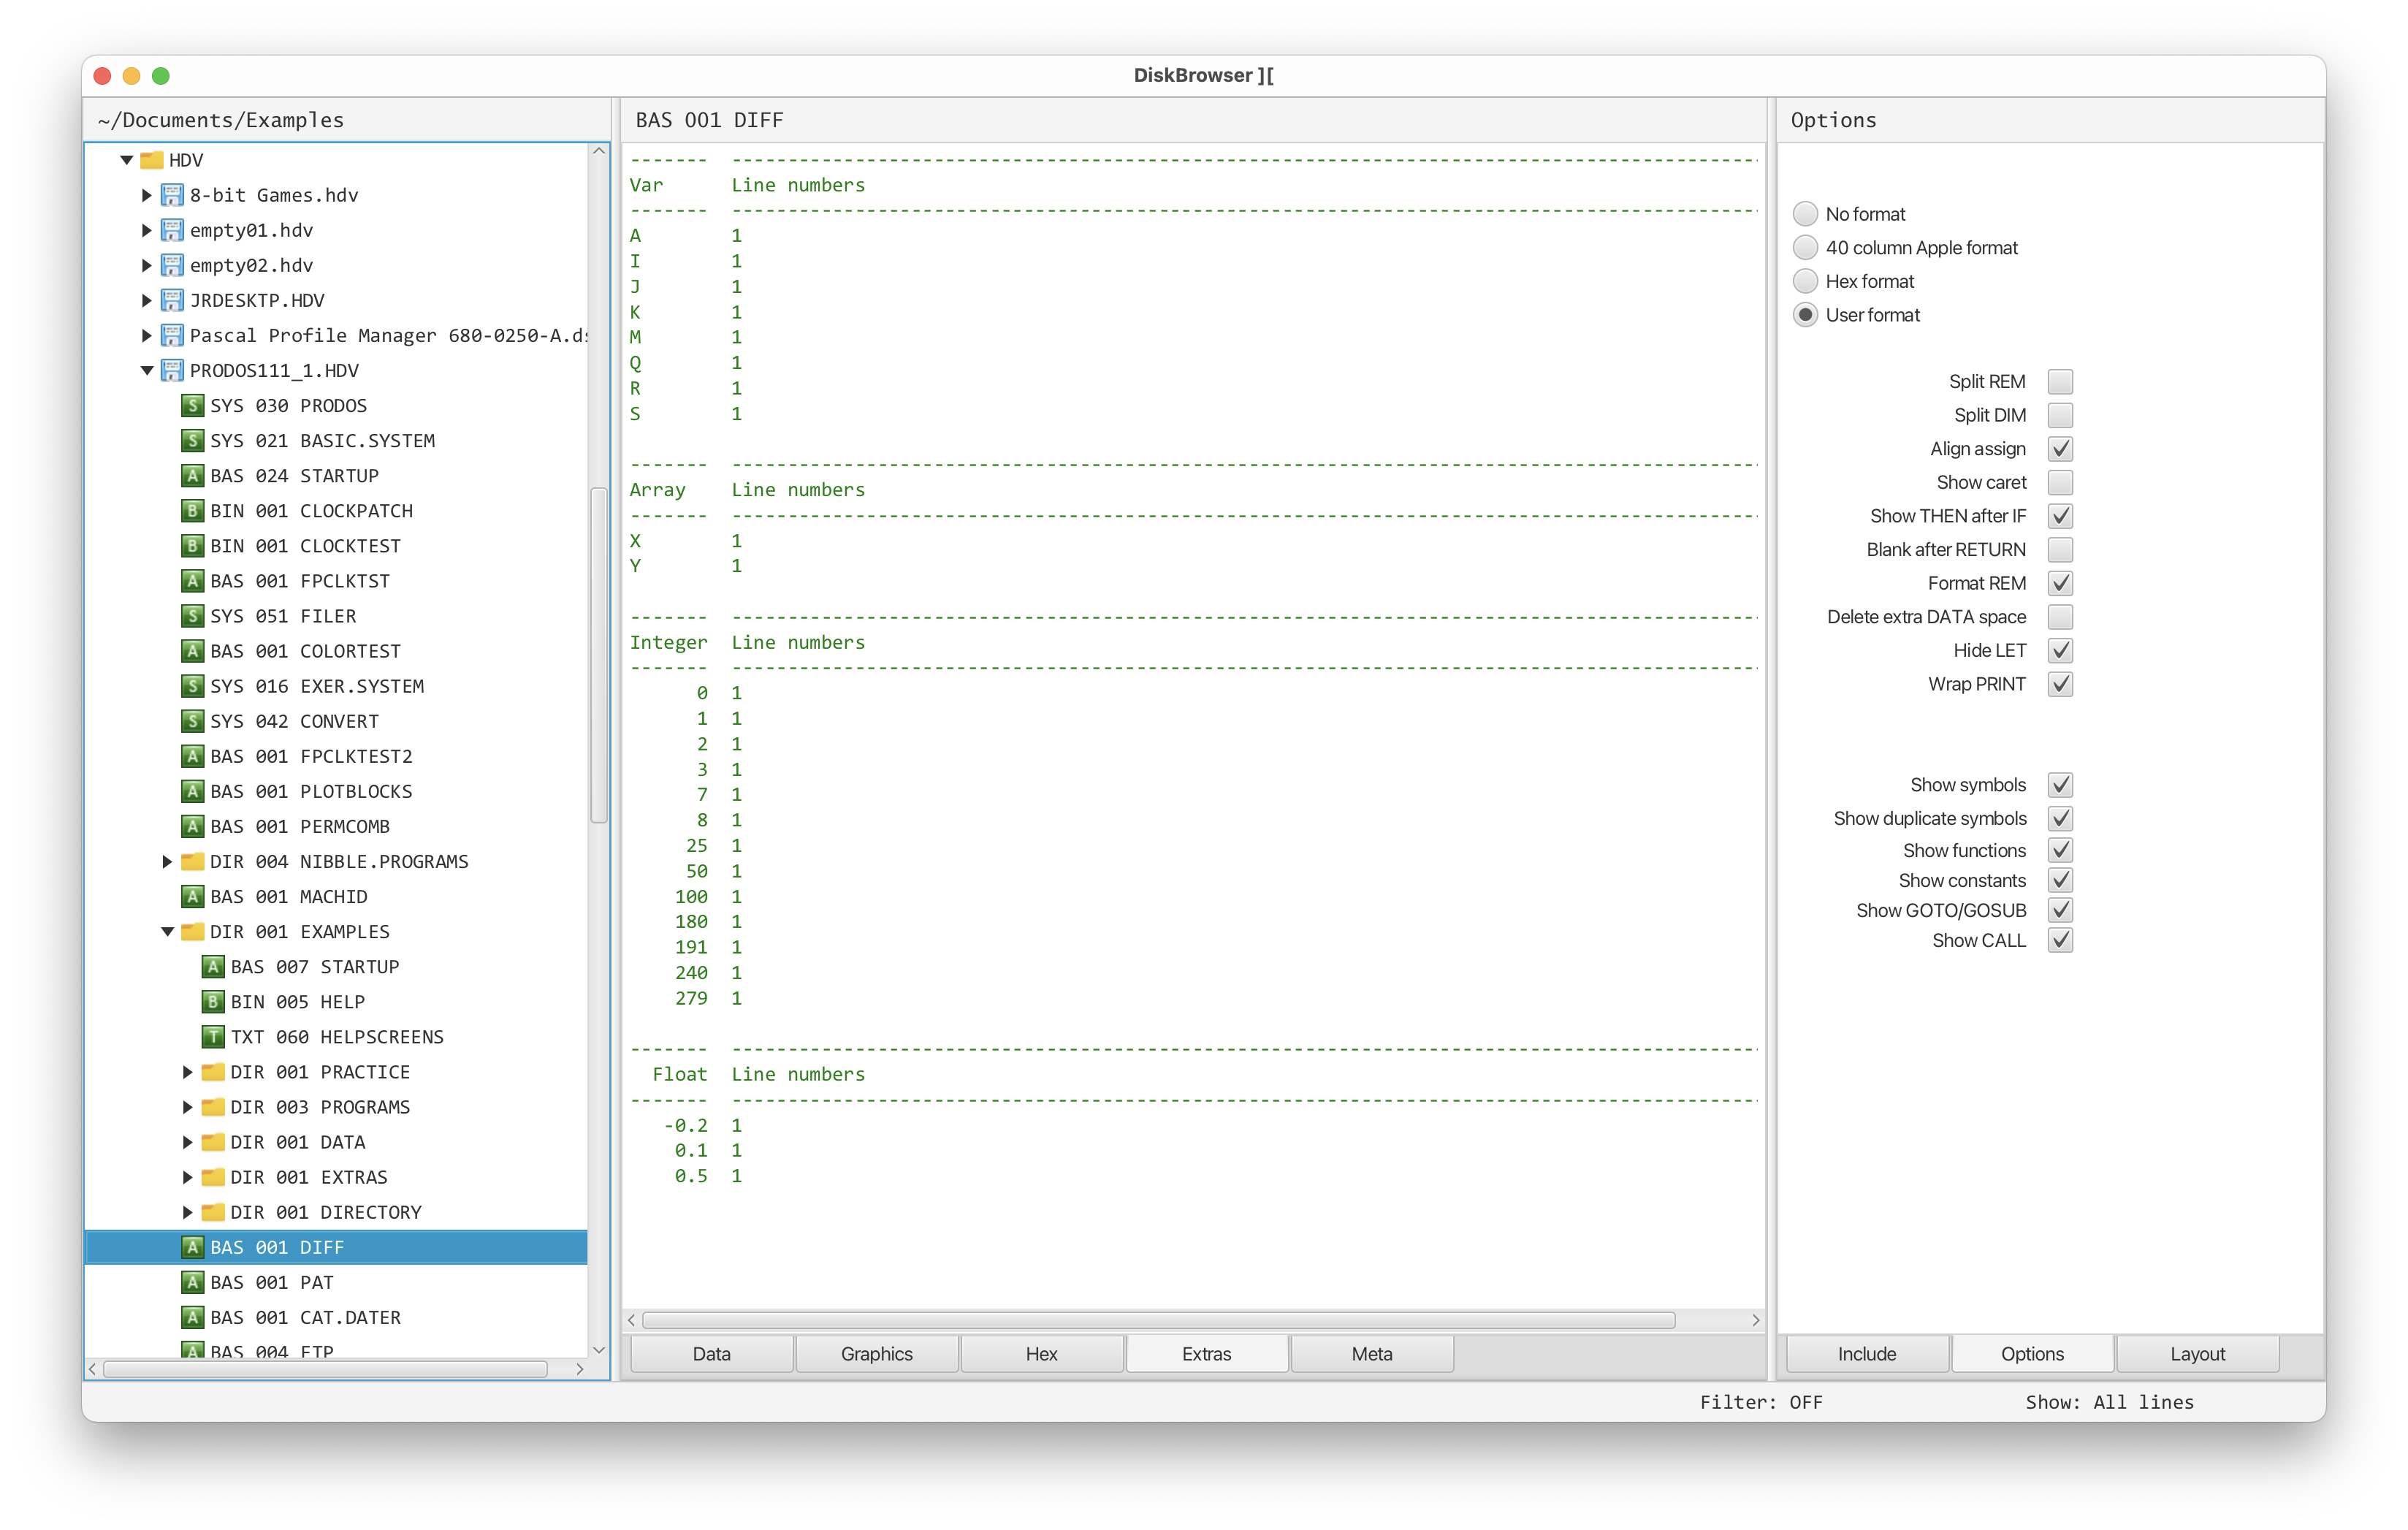 DiskBrowser ][
~/Documents/Examples
HDV
8-bit Games.hdv
empty01.hdv
empty02.hdv
JRDESKTP.HDV
Pascal Profile Manager 680-0250-A.ds
PRODOS111_1.HDV
SYS 030 PRODOS
SYS 021 BASIC.SYSTEM
BAS 024 STARTUP
BIN 001 CLOCKPATCH
BIN 001 CLOCKTEST
BAS 001 FPCLKTST
SYS 051 FILER
BAS 001 COLORTEST
SYS 016 EXER.SYSTEM
SYS 042 CONVERT
BAS 001 FPCLKTEST2
BAS 001 PLOTBLOCKS
BAS 001 PERMCOMB
DIR 004 NIBBLE.PROGRAMS
BAS 001 MACHID
DIR 001 EXAMPLES
BAS 007 STARTUP
BIN 005 HELP
TXT 060 HELPSCREENS
DIR 001 PRACTICE
DIR 003 PROGRAMS
DIR 001 DATA
DIR 001 EXTRAS
DIR 001 DIRECTORY
BAS 001 DIFF
BAS 001 PAT
BAS 001 CAT.DATER
BAS 004 FTP
BAS 001 DIFF
Var Line numbers
A 1
I 1
J 1
K 1
M 1
Q 1
R 1
S 1
Array Line numbers
X 1
Y 1
Integer Line numbers
0 1
1 1
2 1
3 1
7 1
8 1
25 1
50 1
100 1
180 1
191 1
240 1
279 1
Float Line numbers
-0.2 1
0.1 1
0.5 1
Data Graphics Hex Extras Meta
Options
No format
40 column Apple format
Hex format
User format
Split REM
Split DIM
Align assign
Show caret
Show THEN after IF
Blank after RETURN
Format REM
Delete extra DATA space
Hide LET
Wrap PRINT
Show symbols
Show duplicate symbols
Show functions
Show constants
Show GOTO/GOSUB
Show CALL
Include Options Layout
Filter: OFF Show: All lines